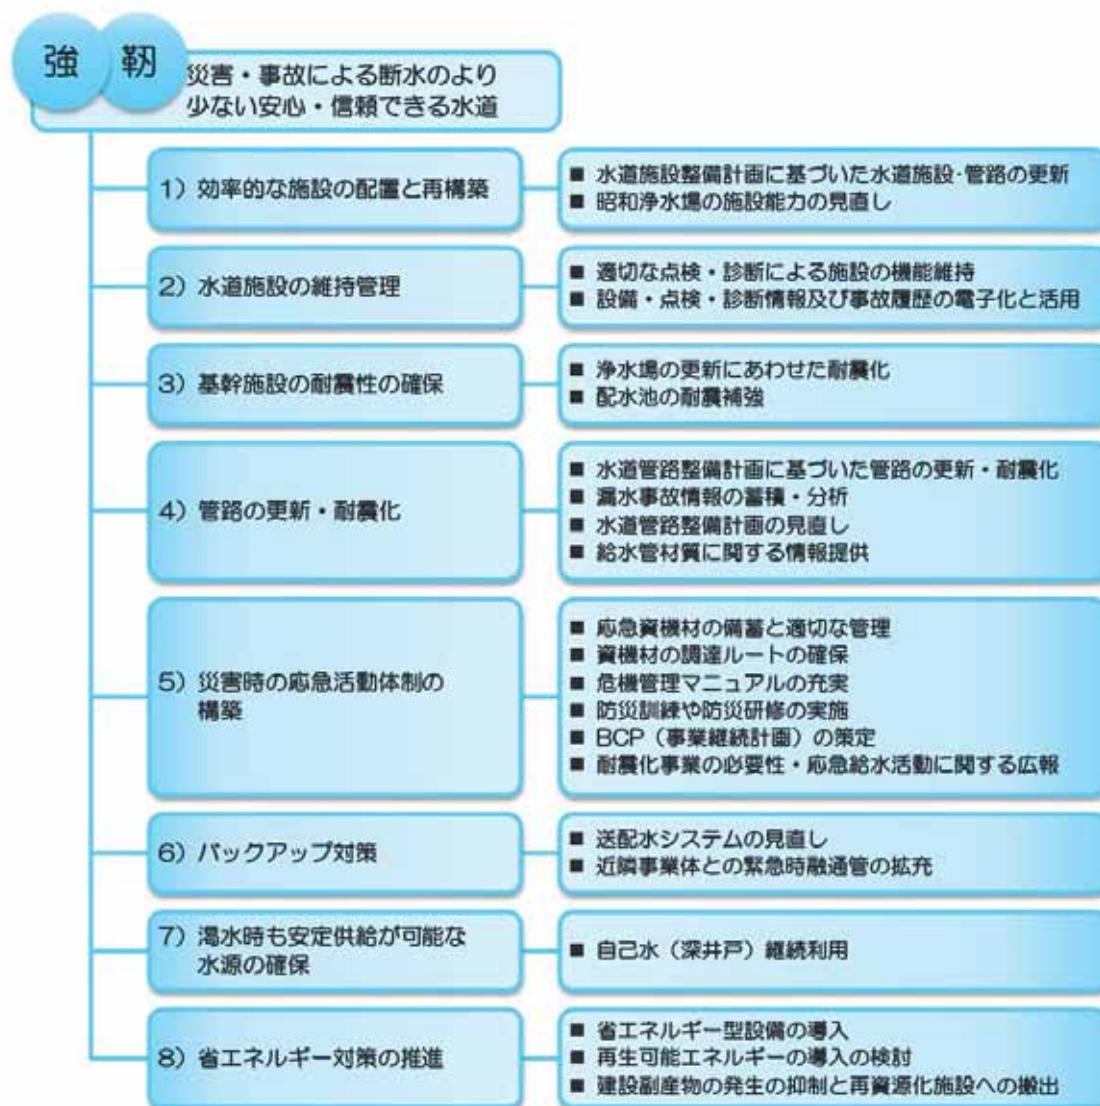 強靭
災害・事故による断水のより
少ない安心・信頼できる水道
1）効率的な施設の配置と再構築
■ 水道施設整備計画に基づいた水道施設･管路の更新
■ 昭和浄水場の施設能力の見直し
2）水道施設の維持管理
■ 適切な点検・診断による施設の機能維持
■ 設備・点検・診断情報及び事故履歴の電子化と活用
3）基幹施設の耐震性の確保
■ 浄水場の更新にあわせた耐震化
■ 配水池の耐震補強
4）管路の更新・耐震化
■ 水道管路整備計画に基づいた管路の更新・耐震化
■ 漏水事故情報の蓄積・分析
■ 水道管路整備計画の見直し
■ 給水管材質に関する情報提供
5）災害時の応急活動体制の
構築
■ 応急資機材の備蓄と適切な管理
■ 資機材の調達ルートの確保
■ 危機管理マニュアルの充実
■ 防災訓練や防災研修の実施
■ BCP（事業継続計画）の策定
■ 耐震化事業の必要性・応急給水活動に関する広報
6）バックアップ対策
■ 送配水システムの見直し
■ 近隣事業体との緊急時融通管の拡充
7）渇水時も安定供給が可能な
水源の確保
■ 自己水（深井戸）継続利用
8）省エネルギー対策の推進
■ 省エネルギー型設備の導入
■ 再生可能エネルギーの導入の検討
■ 建設副産物の発生の抑制と再資源化施設への搬出